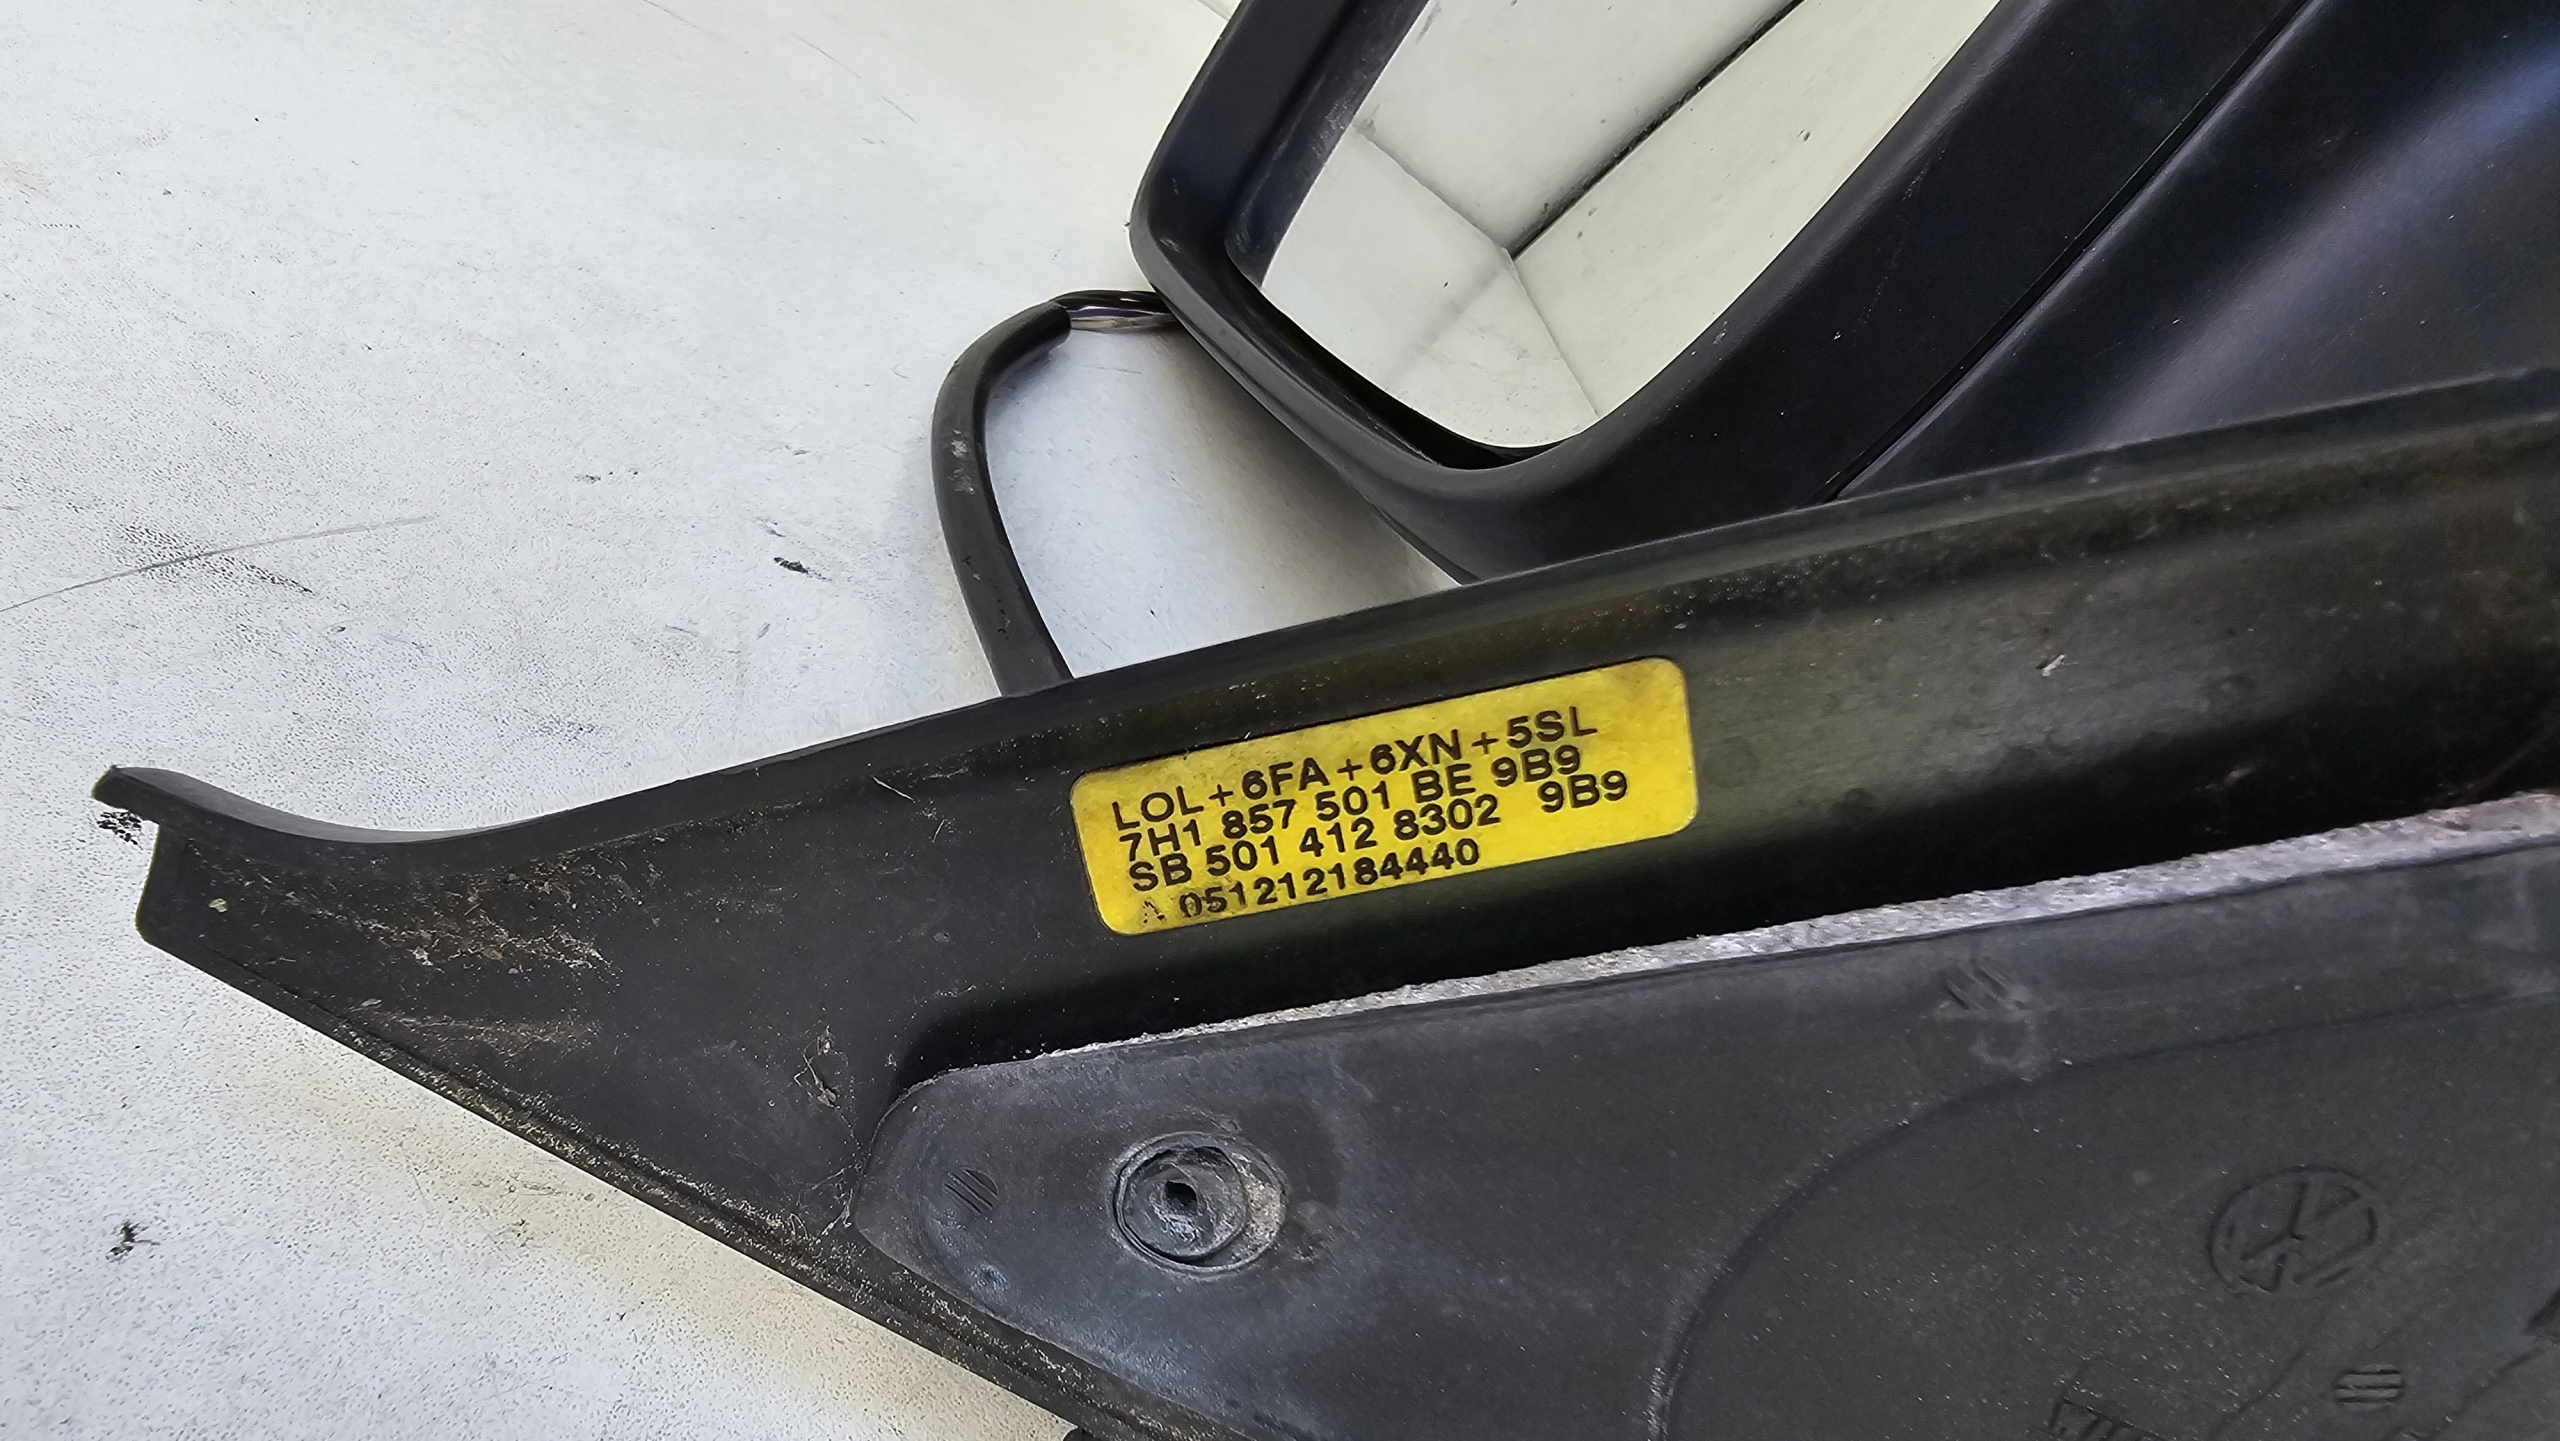 LOL+6FA+6XN+5SL
7H1 857 501 BE 9B9
SB 501 412 8302 9B9
A 051212184440